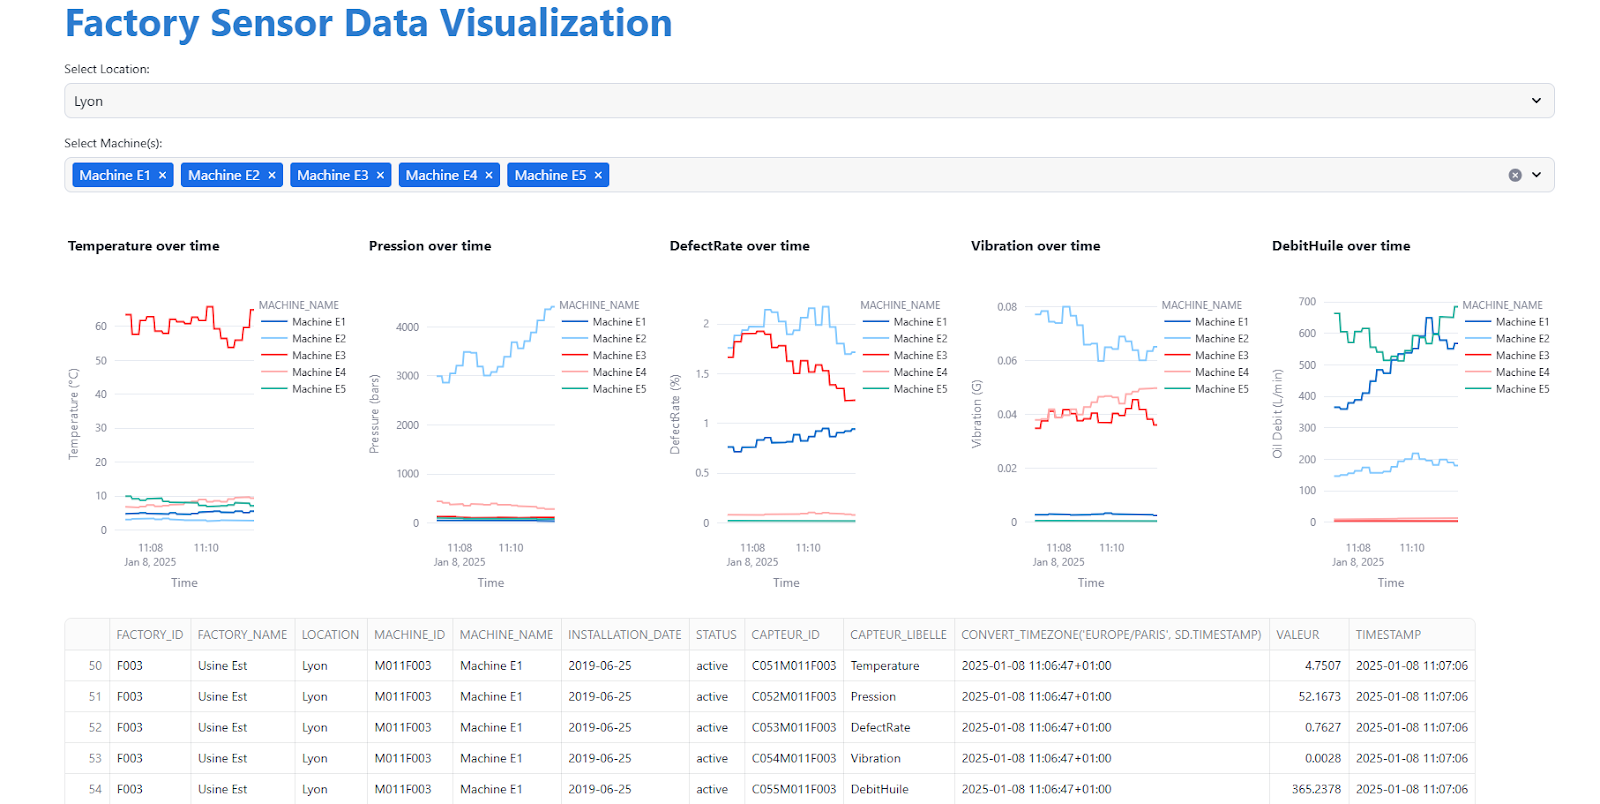 Factory Sensor Data Visualization
Select Location:
Lyon
Select Machine(s):
Machine E1 × Machine E2 × Machine E3 × Machine E4 × Machine E5 ×
Temperature over time
Temperature (°C)
60
50
40
30
20
10
0
11:08 11:10
Jan 8, 2025
Time
MACHINE_NAME
Machine E1
Machine E2
Machine E3
Machine E4
Machine E5
Pression over time
Pressure (bars)
4000
3000
2000
1000
0
11:08 11:10
Jan 8, 2025
Time
MACHINE_NAME
Machine E1
Machine E2
Machine E3
Machine E4
Machine E5
DefectRate over time
DefectRate (%)
2
1.5
1
0.5
0
11:08 11:10
Jan 8, 2025
Time
MACHINE_NAME
Machine E1
Machine E2
Machine E3
Machine E4
Machine E5
Vibration over time
Vibration (G)
0.08
0.06
0.04
0.02
0
11:08 11:10
Jan 8, 2025
Time
MACHINE_NAME
Machine E1
Machine E2
Machine E3
Machine E4
Machine E5
DebitHuile over time
Oil Debit (L/min)
700
600
500
400
300
200
100
0
11:08 11:10
Jan 8, 2025
Time
MACHINE_NAME
Machine E1
Machine E2
Machine E3
Machine E4
Machine E5
FACTORY_ID FACTORY_NAME LOCATION MACHINE_ID MACHINE_NAME INSTALLATION_DATE STATUS CAPTEUR_ID CAPTEUR_LIBELLE CONVERT_TIMEZONE('EUROPE/PARIS', SD.TIMESTAMP) VALEUR TIMESTAMP
50 F003 Usine Est Lyon M011F003 Machine E1 2019-06-25 active C051M011F003 Temperature 2025-01-08 11:06:47+01:00 4.7507 2025-01-08 11:07:06
51 F003 Usine Est Lyon M011F003 Machine E1 2019-06-25 active C052M011F003 Pression 2025-01-08 11:06:47+01:00 52.1673 2025-01-08 11:07:06
52 F003 Usine Est Lyon M011F003 Machine E1 2019-06-25 active C053M011F003 DefectRate 2025-01-08 11:06:47+01:00 0.7627 2025-01-08 11:07:06
53 F003 Usine Est Lyon M011F003 Machine E1 2019-06-25 active C054M011F003 Vibration 2025-01-08 11:06:47+01:00 0.0028 2025-01-08 11:07:06
54 F003 Usine Est Lyon M011F003 Machine E1 2019-06-25 active C055M011F003 DebitHuile 2025-01-08 11:06:47+01:00 365.2378 2025-01-08 11:07:06